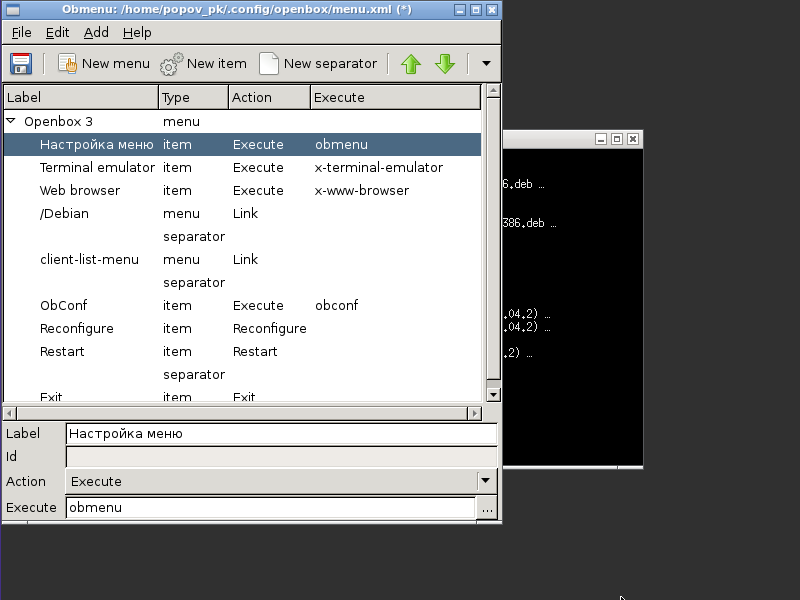 Obmenu: /home/popov_pk/.config/openbox/menu.xml (*)
File Edit Add Help
New menu New item New separator
Label Type Action Execute
Openbox 3 menu
Настройка меню item Execute obmenu
Terminal emulator item Execute x-terminal-emulator
Web browser item Execute x-www-browser
/Debian menu Link
separator
client-list-menu menu Link
separator
ObConf item Execute obconf
Reconfigure item Reconfigure
Restart item Restart
separator
Exit item Exit
Label Настройка меню
Id
Action Execute
Execute obmenu ...
6.deb …
386.deb …
.04.2) …
.04.2) …
.2) …